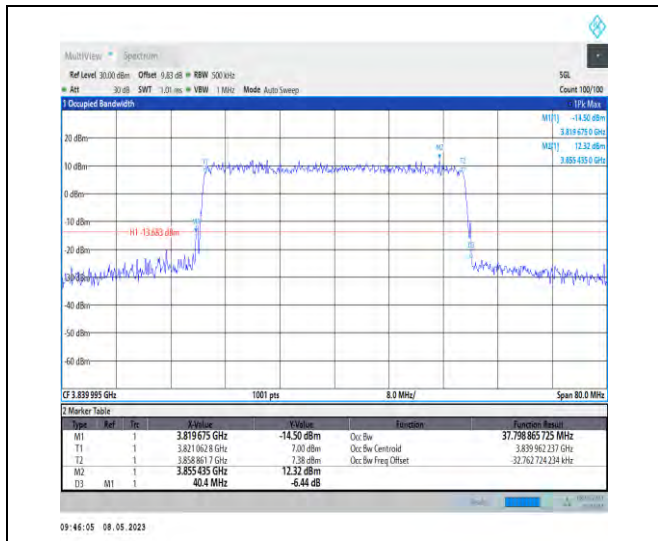 MultiView Spectrum
Ref Level 30.00 dBm Offset 9.83 dB RBW 500 kHz SGL
Att 30 dB SWT 1.01 ms VBW 1 MHz Mode Auto Sweep Count 100/100
1 Occupied Bandwidth 1Pk Max
M1[1] -14.50 dBm
3.819 675 0 GHz
20 dBm
M2[1] 12.32 dBm
3.855 435 0 GHz
M2
T1
10 dBm
0 dBm
-10 dBm
H1 -13.683 dBm
-30 dBm
-40 dBm
-50 dBm
-60 dBm
CF 3.839 995 GHz 1001 pts 8.0 MHz/ Span 80.0 MHz
2 Marker Table
Type Ref Trc X-Value Y-Value Function Function Result
M1 1 3.819 675 GHz -14.50 dBm Occ Bw 37.798 865 725 MHz
T1 1 3.821 062 8 GHz 7.00 dBm Occ Bw Centroid 3.839 962 237 GHz
T2 1 3.858 861 7 GHz 7.38 dBm Occ Bw Freq Offset -32.762 724 234 kHz
M2 1 3.855 435 GHz 12.32 dBm
D3 M1 1 40.4 MHz -6.44 dB
09:46:05 08.05.2023